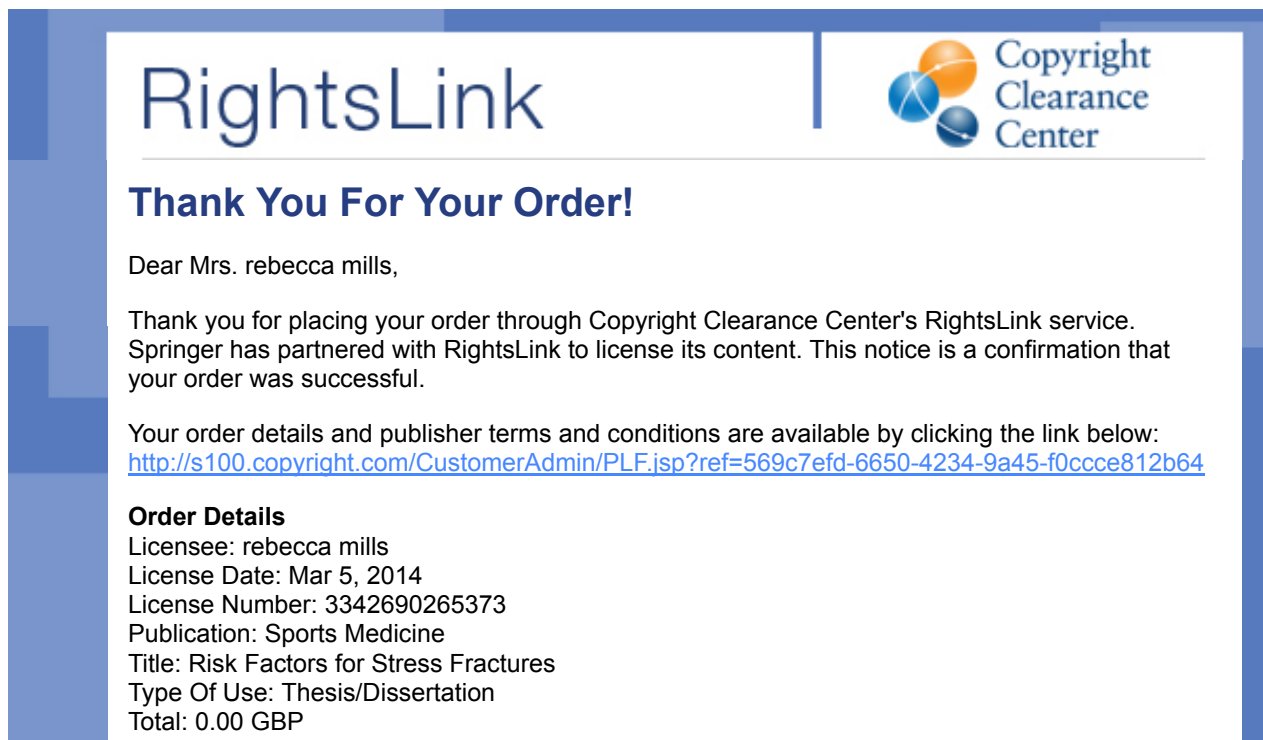 RightsLink
Copyright
Clearance
Center
Thank You For Your Order!
Dear Mrs. rebecca mills,
Thank you for placing your order through Copyright Clearance Center's RightsLink service.
Springer has partnered with RightsLink to license its content. This notice is a confirmation that
your order was successful.
Your order details and publisher terms and conditions are available by clicking the link below:
http://s100.copyright.com/CustomerAdmin/PLF.jsp?ref=569c7efd-6650-4234-9a45-f0ccce812b64
Order Details
Licensee: rebecca mills
License Date: Mar 5, 2014
License Number: 3342690265373
Publication: Sports Medicine
Title: Risk Factors for Stress Fractures
Type Of Use: Thesis/Dissertation
Total: 0.00 GBP